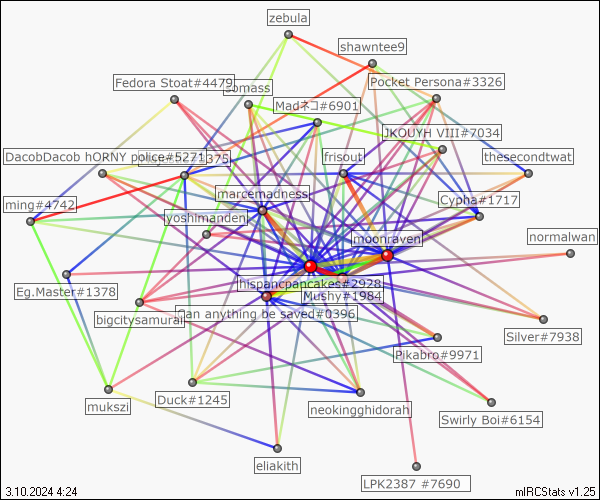 zebula
shawntee9
Fedora Stoat#4479
Pocket Persona#3326
somass
Madネコ#6901
JKOUYH VIII#7034
DacobDacob hORNY police#5271
1375
frisout
thesecondtwat
marcemadness
ming#4742
Cypha#1717
yoshimanden
moonraven
normalwan
hispancpancakes#2928
Eg.Master#1378
Mushy#1984
bigcitysamurai
Can anything be saved#0396
Silver#7938
Pikabro#9971
mukszi
Duck#1245
neokingghidorah
Swirly Boi#6154
eliakith
LPK2387 #7690
3.10.2024 4:24
mIRCStats v1.25